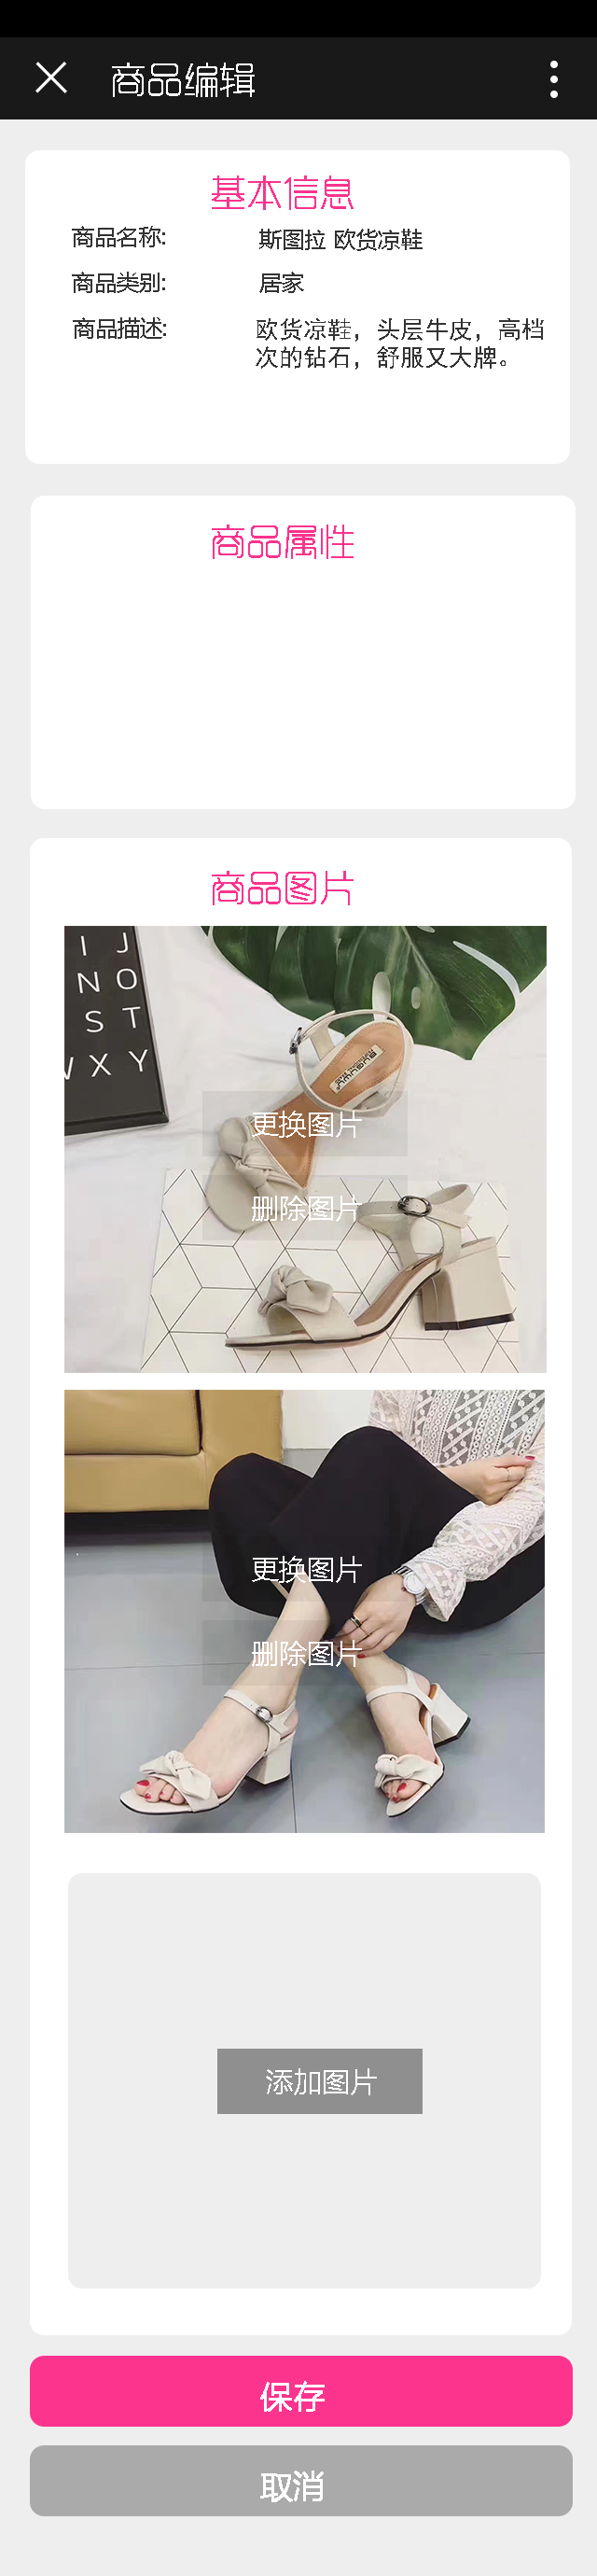 商品编辑
基本信息
商品名称: 斯图拉 欧货凉鞋
商品类别: 居家
商品描述: 欧货凉鞋，头层牛皮，高档
次的钻石，舒服又大牌。
商品属性
商品图片
I J
N O
S T
W X Y
更换图片
删除图片
更换图片
删除图片
添加图片
保存
取消